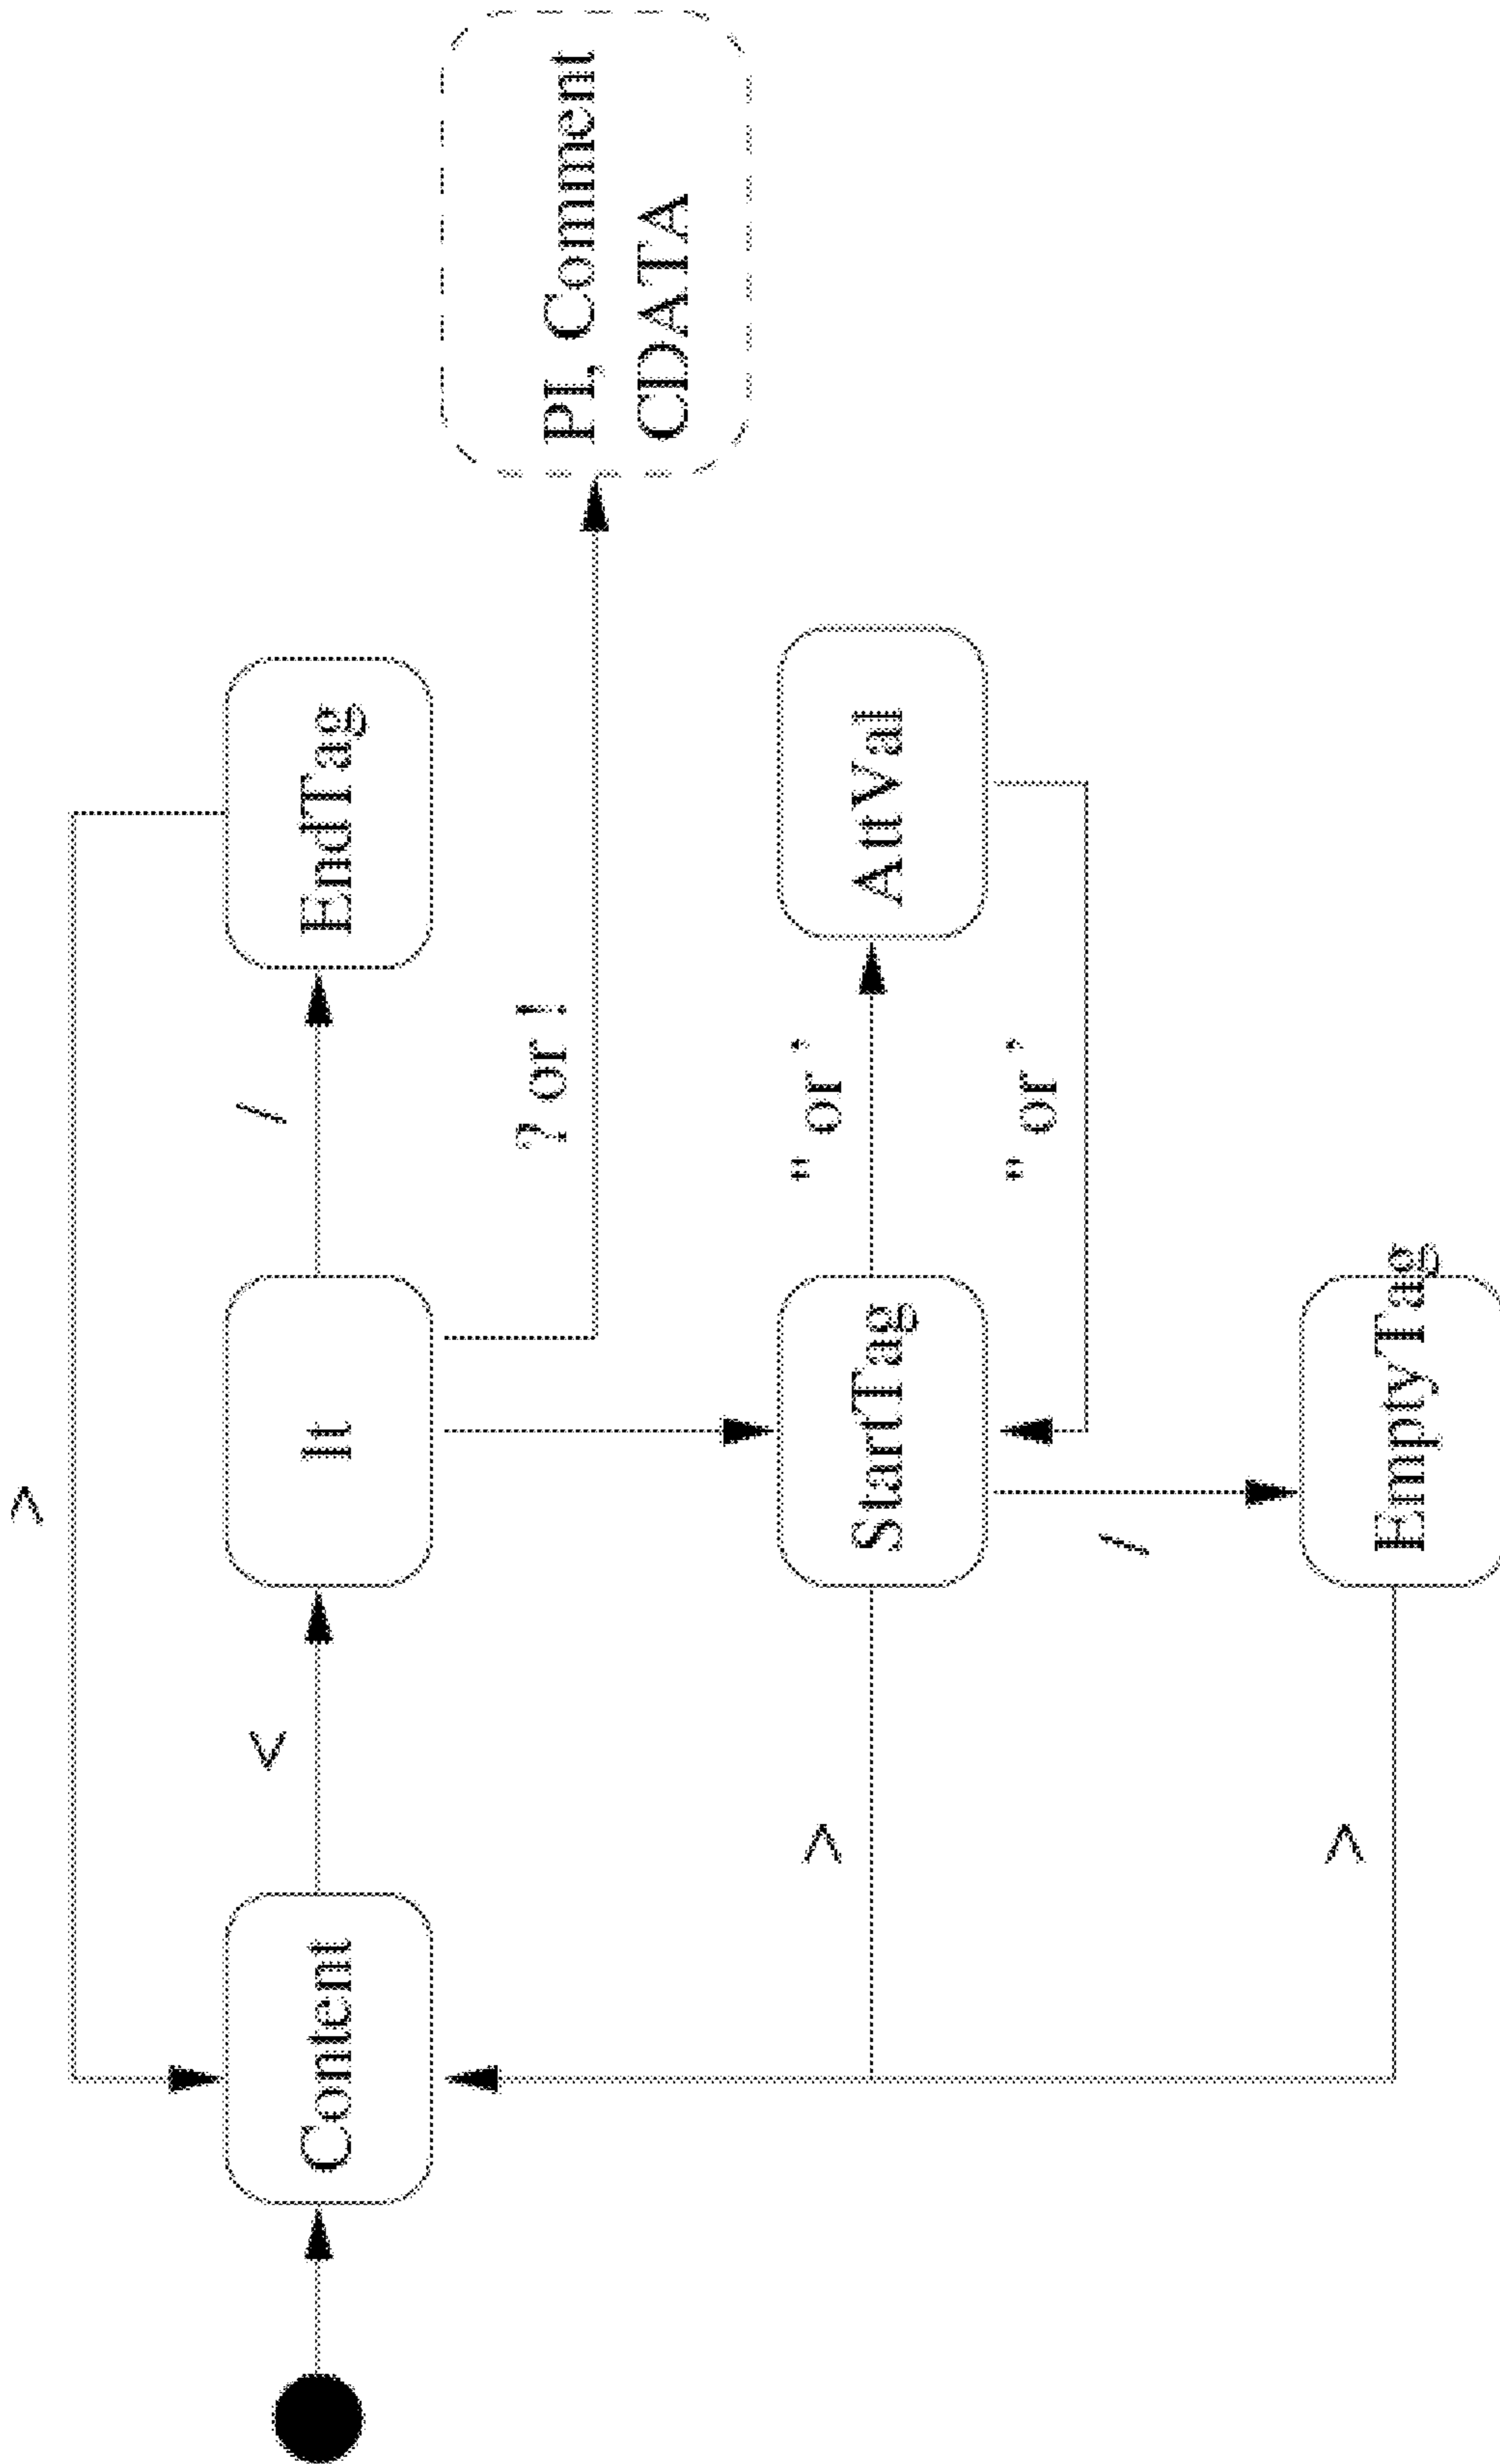 >
< /
Content lt EndTag
? or !
PI, Comment
CDATA
> " or '
StartTag AttVal
" or '
/
>
EmptyTag